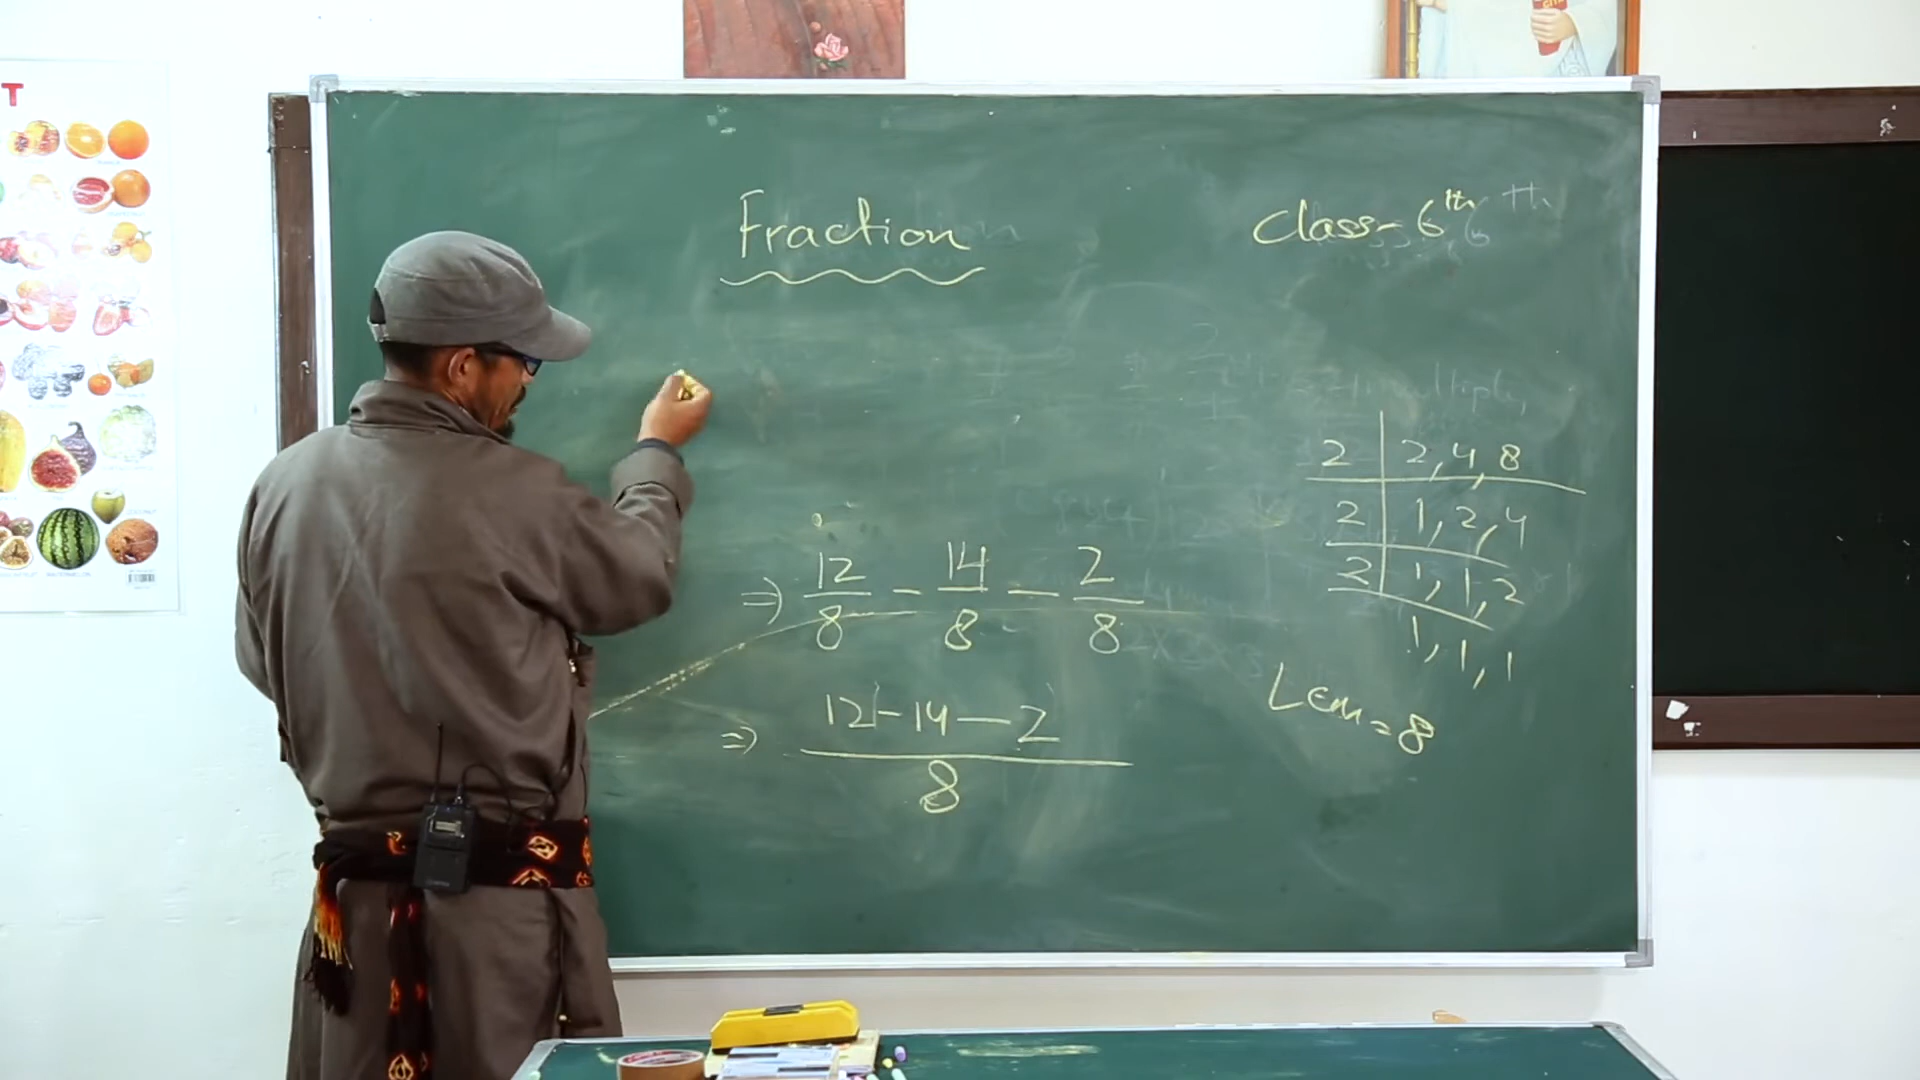 T
Fraction
Class - 6th
2 | 2, 4, 8
2 | 1, 2, 4
2 | 1, 1, 2
1, 1, 1
Lcm = 8
⇒ 12/8 - 14/8 - 2/8
⇒ 12 - 14 - 2
8